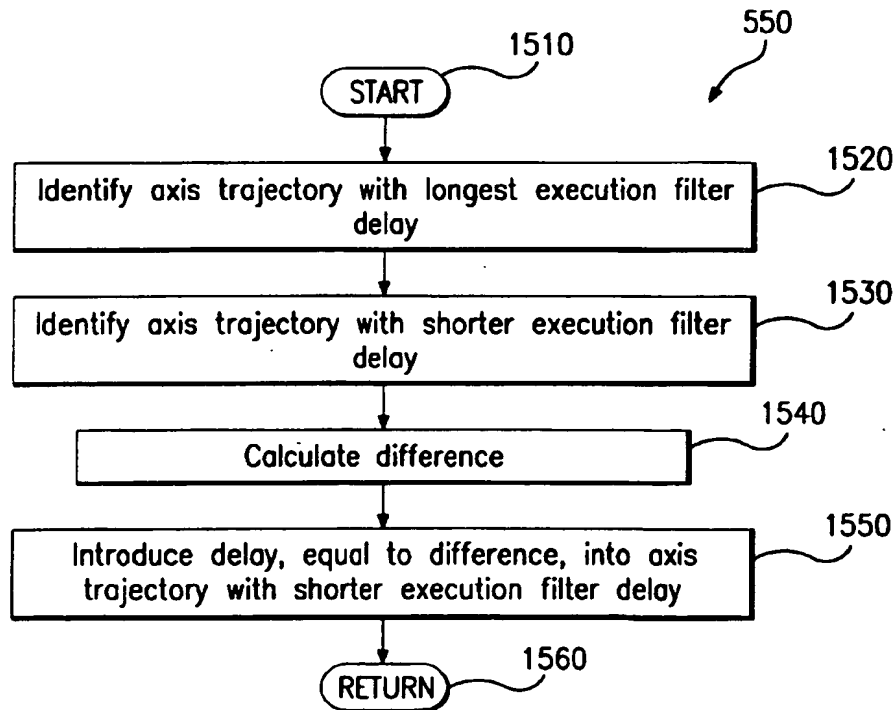 550
1510
START
1520
Identify axis trajectory with longest execution filter
delay
1530
Identify axis trajectory with shorter execution filter
delay
1540
Calculate difference
1550
Introduce delay, equal to difference, into axis
trajectory with shorter execution filter delay
1560
RETURN